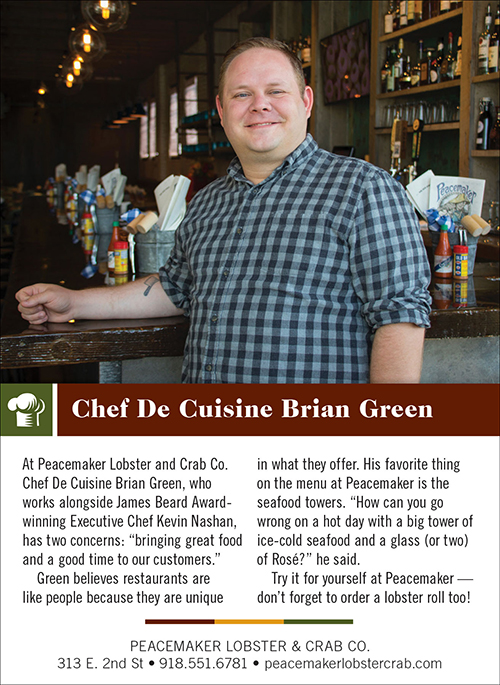 Peacemaker
Chef De Cuisine Brian Green
At Peacemaker Lobster and Crab Co.
Chef De Cuisine Brian Green, who
works alongside James Beard Award-
winning Executive Chef Kevin Nashan,
has two concerns: “bringing great food
and a good time to our customers.”
Green believes restaurants are
like people because they are unique
in what they offer. His favorite thing
on the menu at Peacemaker is the
seafood towers. “How can you go
wrong on a hot day with a big tower of
ice-cold seafood and a glass (or two)
of Rosé?” he said.
Try it for yourself at Peacemaker —
don’t forget to order a lobster roll too!
PEACEMAKER LOBSTER & CRAB CO.
313 E. 2nd St • 918.551.6781 • peacemakerlobstercrab.com